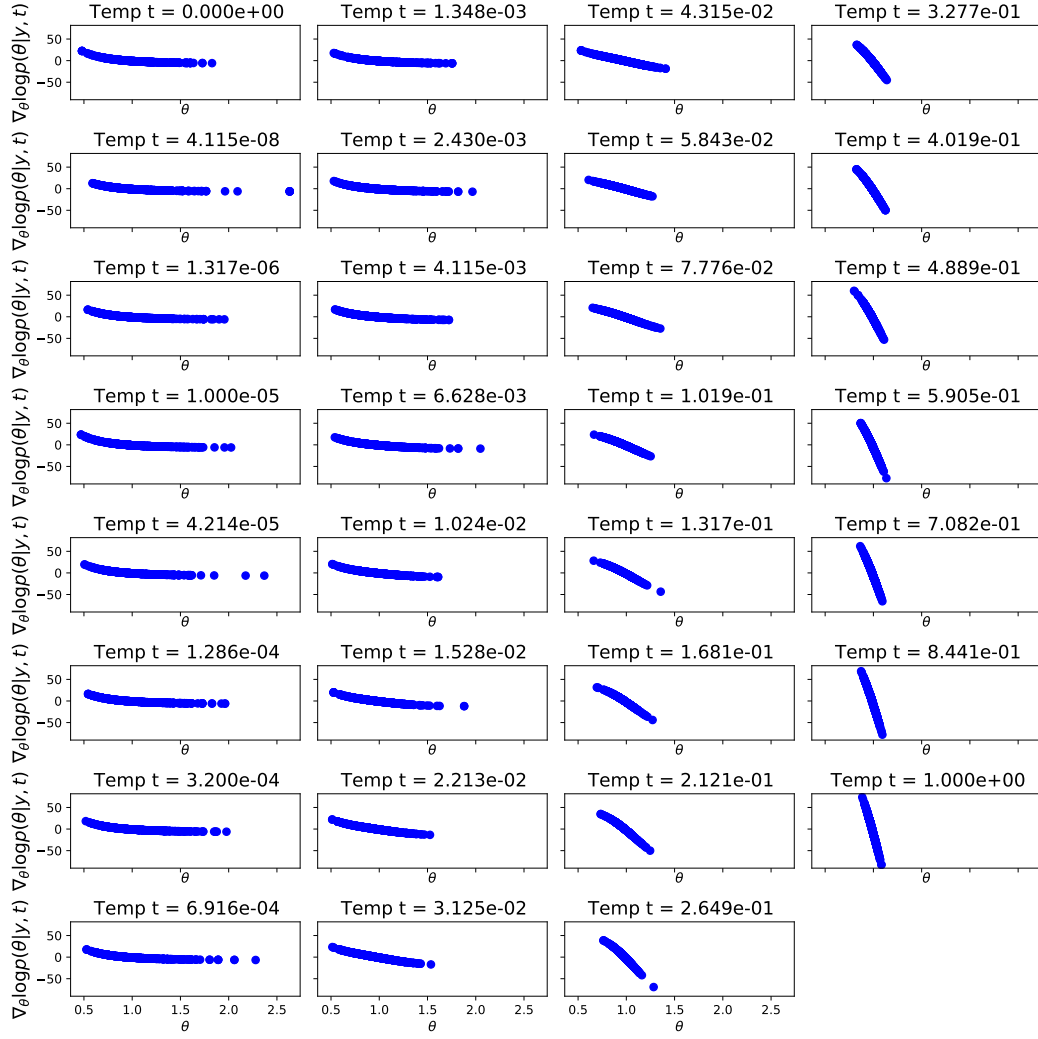 Temp t = 0.000e+00 Temp t = 1.348e-03 Temp t = 4.315e-02 Temp t = 3.277e-01
∇θlogp(θ|y, t)
50
0
−50
θ θ θ θ
Temp t = 4.115e-08 Temp t = 2.430e-03 Temp t = 5.843e-02 Temp t = 4.019e-01
∇θlogp(θ|y, t)
50
0
−50
θ θ θ θ
Temp t = 1.317e-06 Temp t = 4.115e-03 Temp t = 7.776e-02 Temp t = 4.889e-01
∇θlogp(θ|y, t)
50
0
−50
θ θ θ θ
Temp t = 1.000e-05 Temp t = 6.628e-03 Temp t = 1.019e-01 Temp t = 5.905e-01
∇θlogp(θ|y, t)
50
0
−50
θ θ θ θ
Temp t = 4.214e-05 Temp t = 1.024e-02 Temp t = 1.317e-01 Temp t = 7.082e-01
∇θlogp(θ|y, t)
50
0
−50
θ θ θ θ
Temp t = 1.286e-04 Temp t = 1.528e-02 Temp t = 1.681e-01 Temp t = 8.441e-01
∇θlogp(θ|y, t)
50
0
−50
θ θ θ θ
Temp t = 3.200e-04 Temp t = 2.213e-02 Temp t = 2.121e-01 Temp t = 1.000e+00
∇θlogp(θ|y, t)
50
0
−50
θ θ θ θ
Temp t = 6.916e-04 Temp t = 3.125e-02 Temp t = 2.649e-01
∇θlogp(θ|y, t)
50
0
−50
0.5 1.0 1.5 2.0 2.5 0.5 1.0 1.5 2.0 2.5 0.5 1.0 1.5 2.0 2.5
θ θ θ